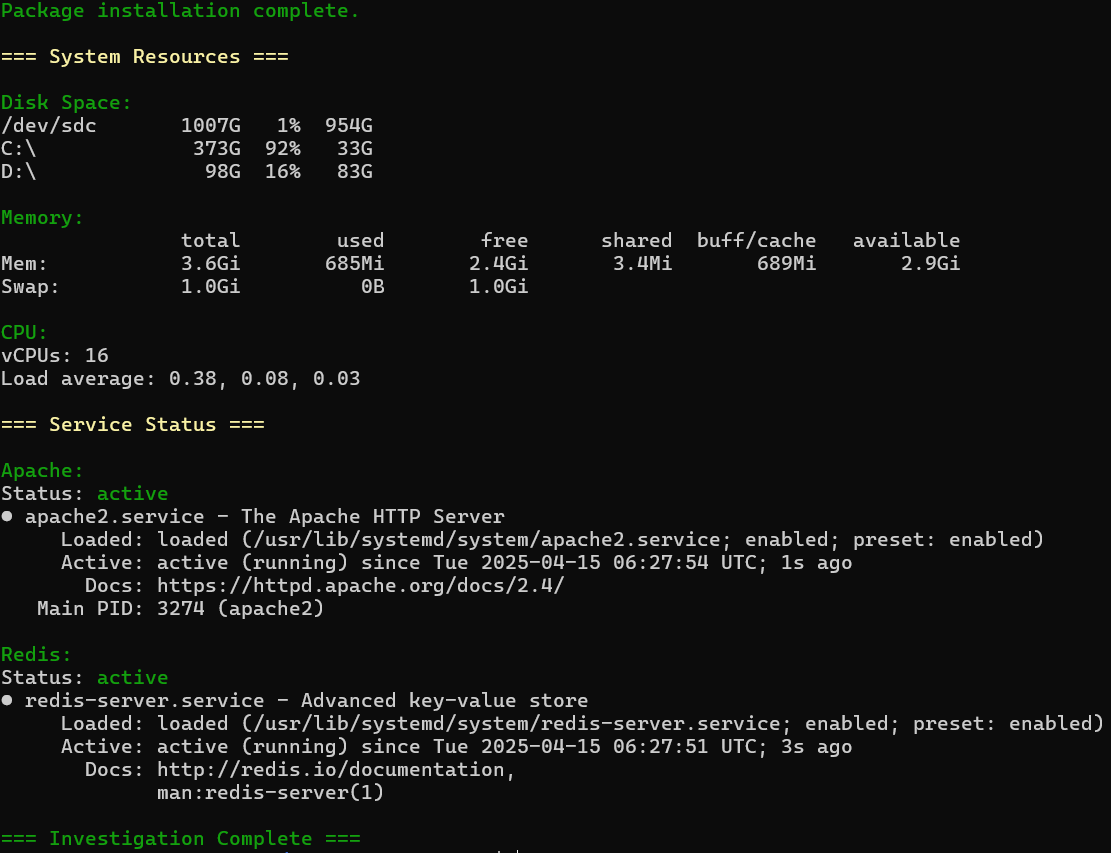 Package installation complete.
=== System Resources ===
Disk Space:
/dev/sdc       1007G   1%  954G
C:\             373G  92%   33G
D:\              98G  16%   83G
Memory:
               total        used        free      shared  buff/cache   available
Mem:           3.6Gi       685Mi       2.4Gi       3.4Mi       689Mi       2.9Gi
Swap:          1.0Gi          0B       1.0Gi
CPU:
vCPUs: 16
Load average: 0.38, 0.08, 0.03
=== Service Status ===
Apache:
Status: active
● apache2.service - The Apache HTTP Server
     Loaded: loaded (/usr/lib/systemd/system/apache2.service; enabled; preset: enabled)
     Active: active (running) since Tue 2025-04-15 06:27:54 UTC; 1s ago
       Docs: https://httpd.apache.org/docs/2.4/
   Main PID: 3274 (apache2)
Redis:
Status: active
● redis-server.service - Advanced key-value store
     Loaded: loaded (/usr/lib/systemd/system/redis-server.service; enabled; preset: enabled)
     Active: active (running) since Tue 2025-04-15 06:27:51 UTC; 3s ago
       Docs: http://redis.io/documentation,
             man:redis-server(1)
=== Investigation Complete ===